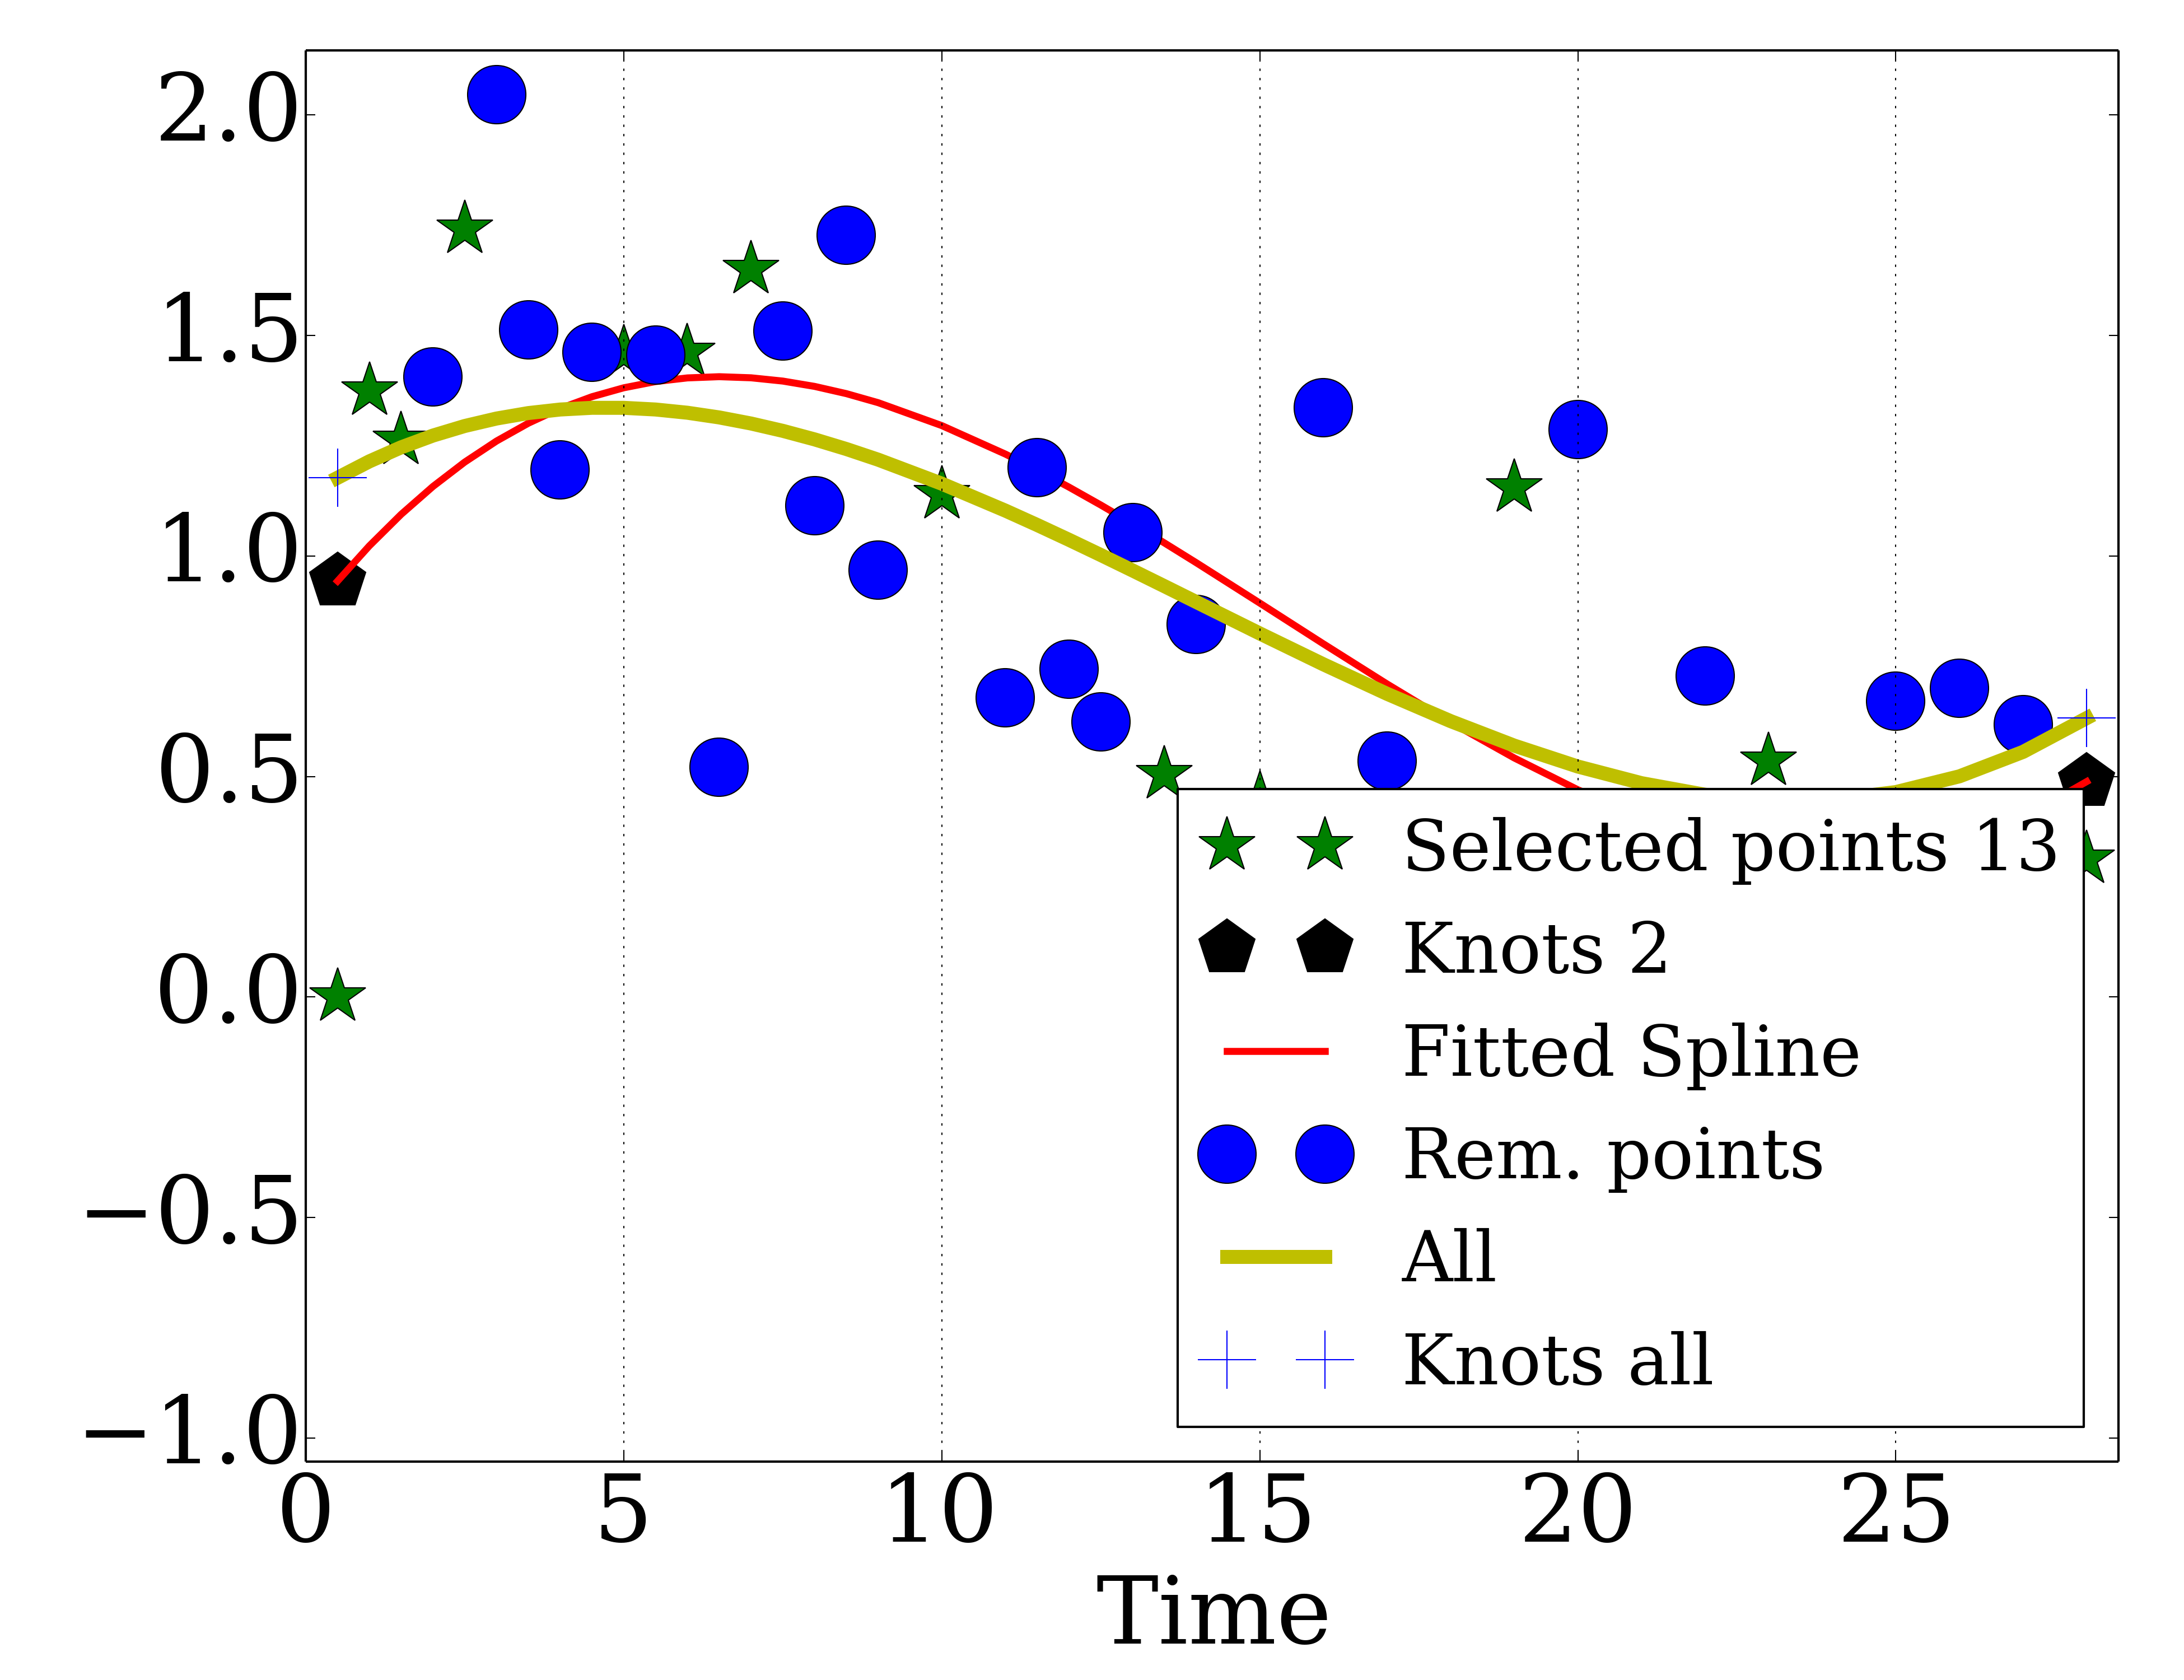 2.0
1.5
1.0
0.5
0.0
−0.5
−1.0
Selected points 13
Knots 2
Fitted Spline
Rem. points
All
Knots all
0 5 10 15 20 25
Time